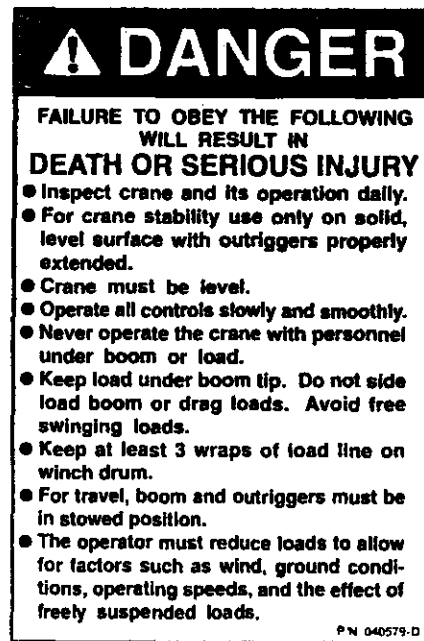 DANGER
FAILURE TO OBEY THE FOLLOWING
WILL RESULT IN
DEATH OR SERIOUS INJURY
● Inspect crane and its operation daily.
● For crane stability use only on solid,
level surface with outriggers properly
extended.
● Crane must be level.
● Operate all controls slowly and smoothly.
● Never operate the crane with personnel
under boom or load.
● Keep load under boom tip. Do not side
load boom or drag loads. Avoid free
swinging loads.
● Keep at least 3 wraps of load line on
winch drum.
● For travel, boom and outriggers must be
in stowed position.
● The operator must reduce loads to allow
for factors such as wind, ground condi-
tions, operating speeds, and the effect of
freely suspended loads.
PN 040579-D